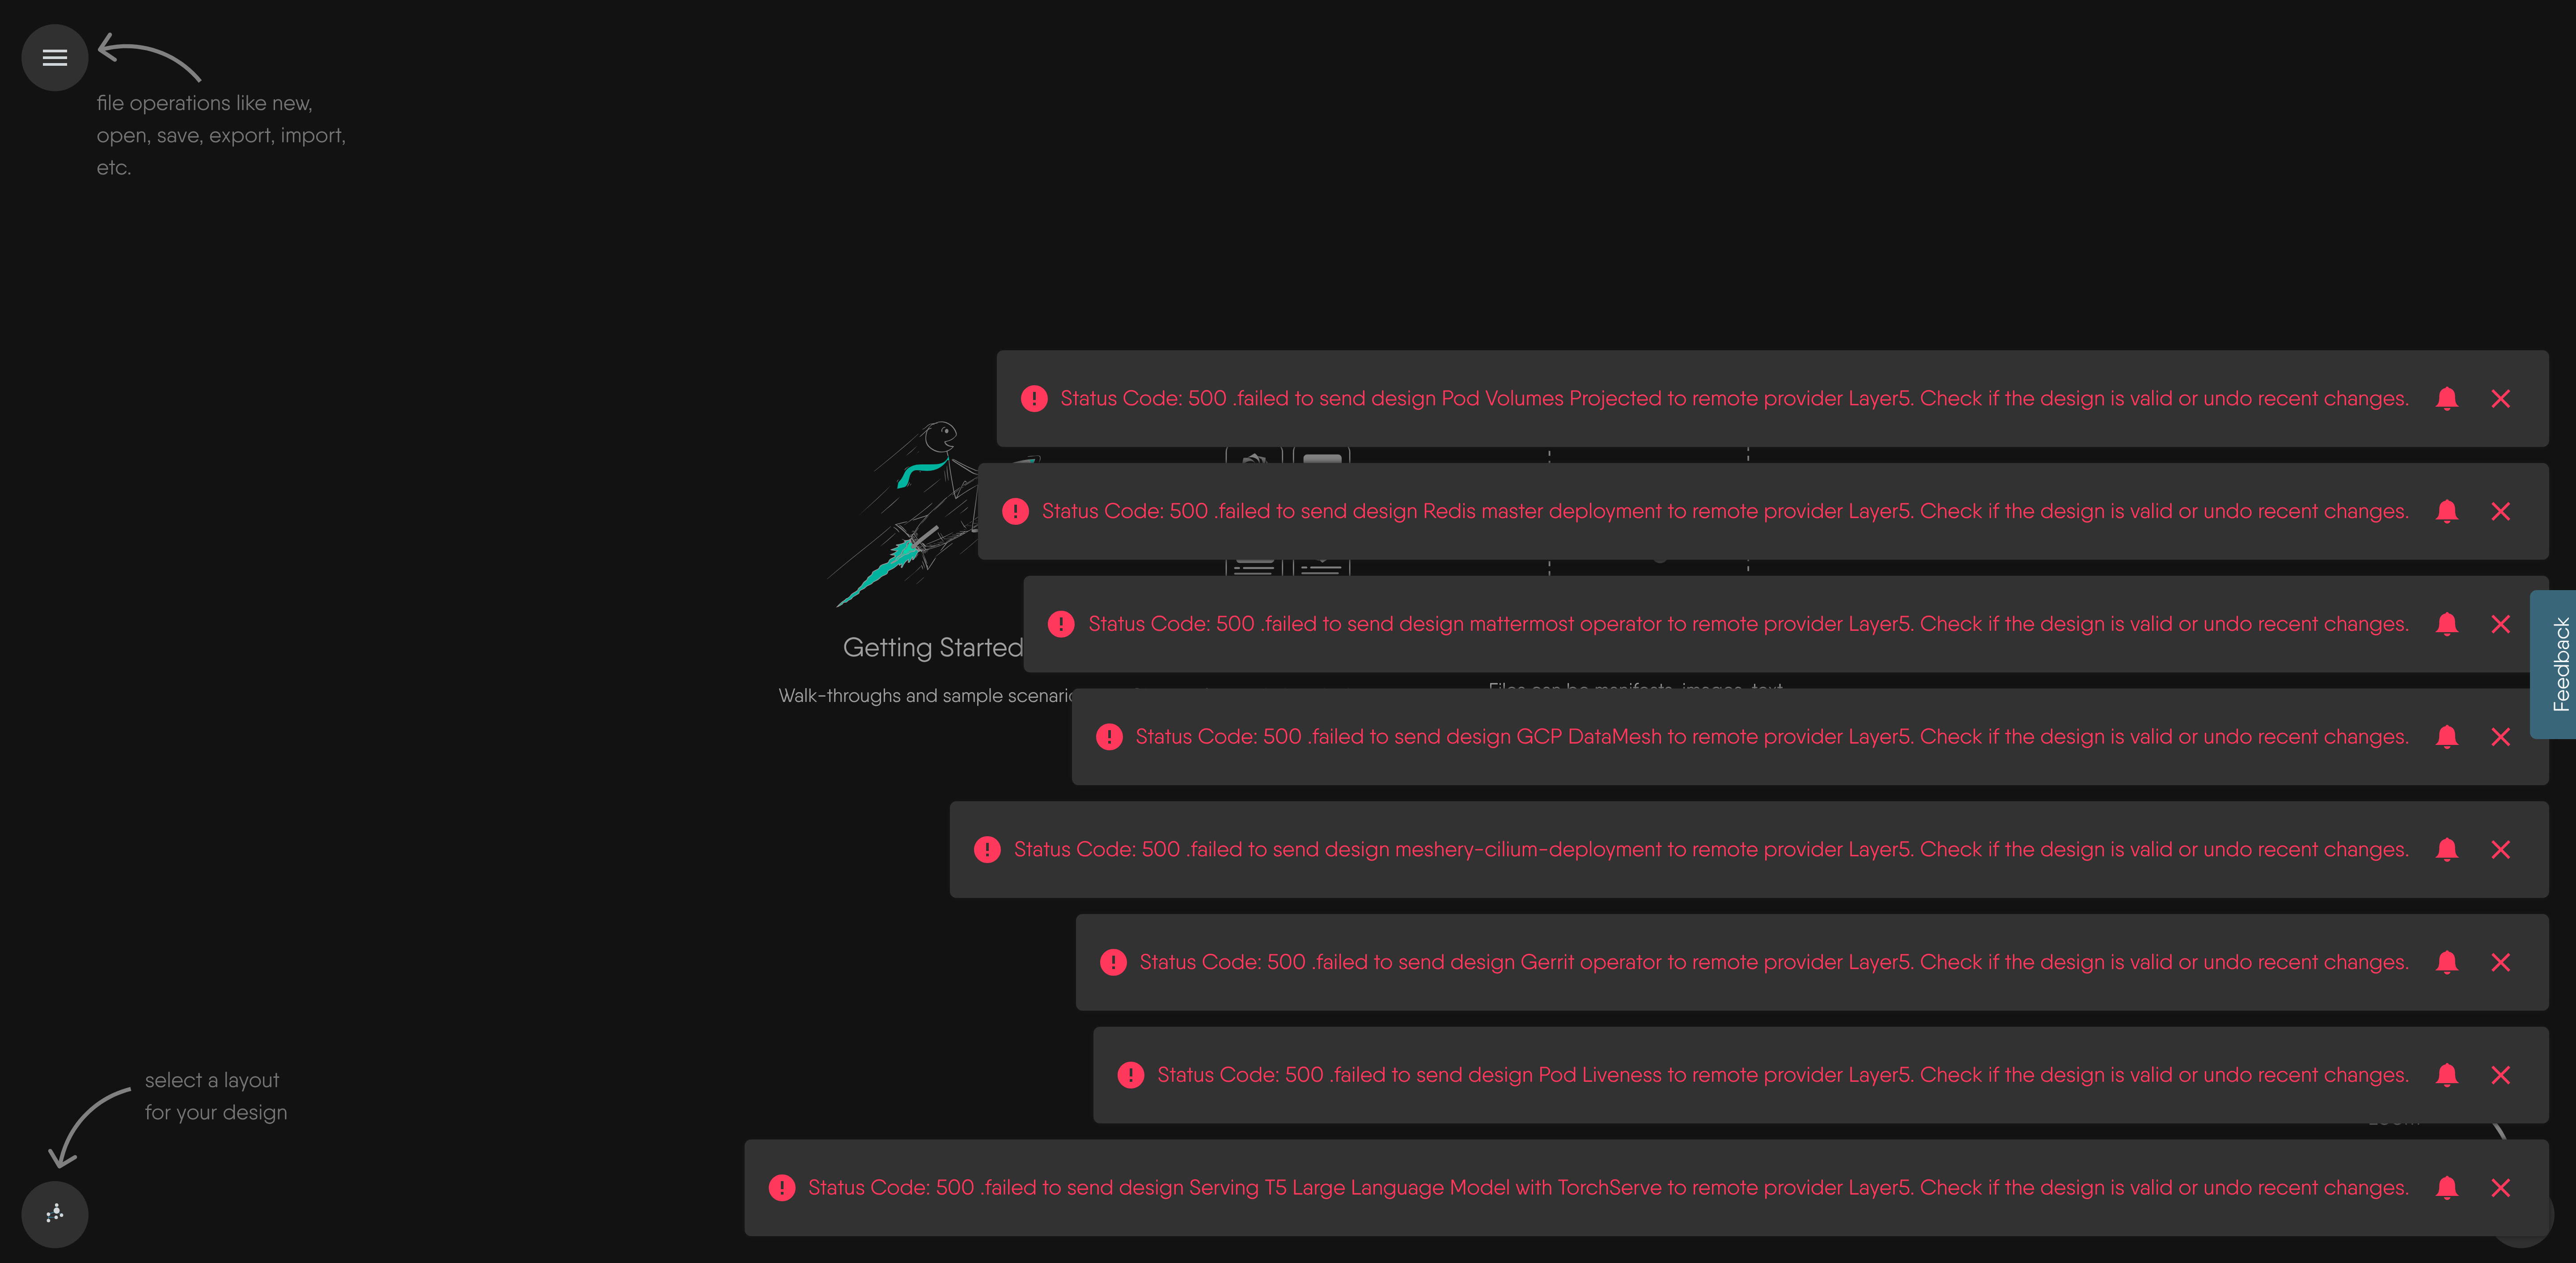 file operations like new,
open, save, export, import,
etc.
Status Code: 500 .failed to send design Pod Volumes Projected to remote provider Layer5. Check if the design is valid or undo recent changes.
Status Code: 500 .failed to send design Redis master deployment to remote provider Layer5. Check if the design is valid or undo recent changes.
Status Code: 500 .failed to send design mattermost operator to remote provider Layer5. Check if the design is valid or undo recent changes.
Getting Started
Walk-throughs and sample
Feedback
Status Code: 500 .failed to send design GCP DataMesh to remote provider Layer5. Check if the design is valid or undo recent changes.
Status Code: 500 .failed to send design meshery-cilium-deployment to remote provider Layer5. Check if the design is valid or undo recent changes.
Status Code: 500 .failed to send design Gerrit operator to remote provider Layer5. Check if the design is valid or undo recent changes.
Status Code: 500 .failed to send design Pod Liveness to remote provider Layer5. Check if the design is valid or undo recent changes.
select a layout
for your design
Status Code: 500 .failed to send design Serving T5 Large Language Model with TorchServe to remote provider Layer5. Check if the design is valid or undo recent changes.